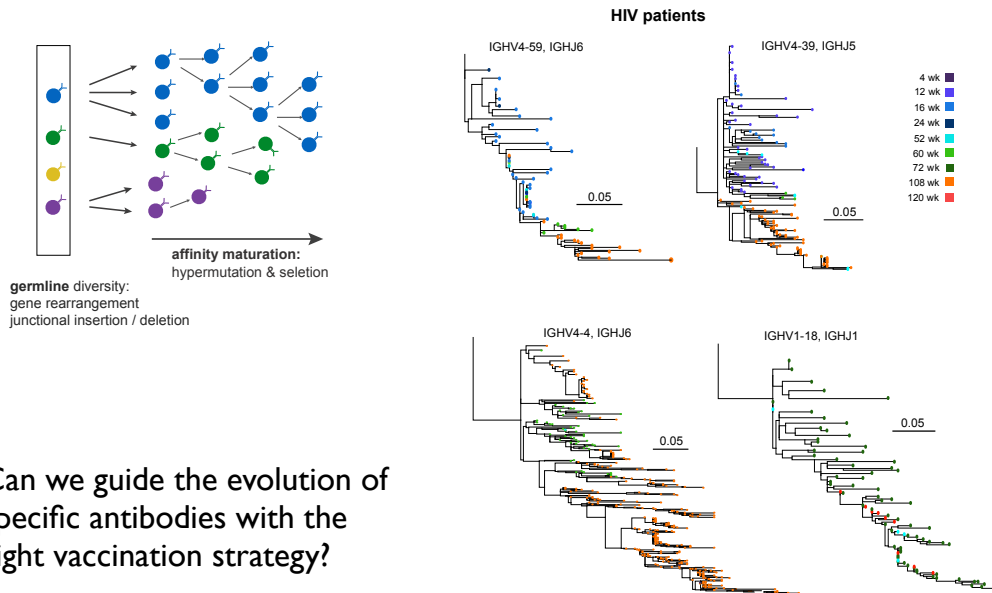 HIV patients
IGHV4-59, IGHJ6
IGHV4-39, IGHJ5
4 wk
12 wk
16 wk
24 wk
52 wk
60 wk
72 wk
108 wk
120 wk
0.05
0.05
affinity maturation:
hypermutation & seletion
germline diversity:
gene rearrangement
junctional insertion / deletion
IGHV4-4, IGHJ6
IGHV1-18, IGHJ1
0.05
0.05
Can we guide the evolution of
pecific antibodies with the
ight vaccination strategy?